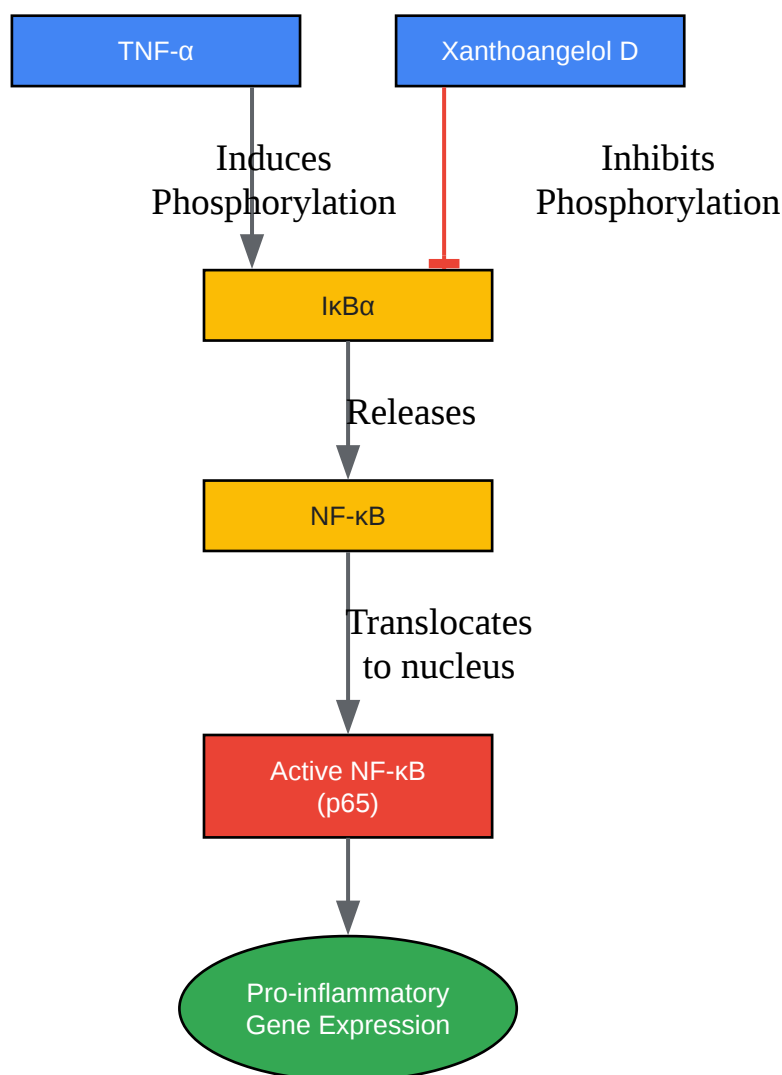 TNF-α
Xanthoangelol D
Induces
Phosphorylation
Inhibits
Phosphorylation
IκBα
Releases
NF-κB
Translocates
to nucleus
Active NF-κB
(p65)
Pro-inflammatory
Gene Expression